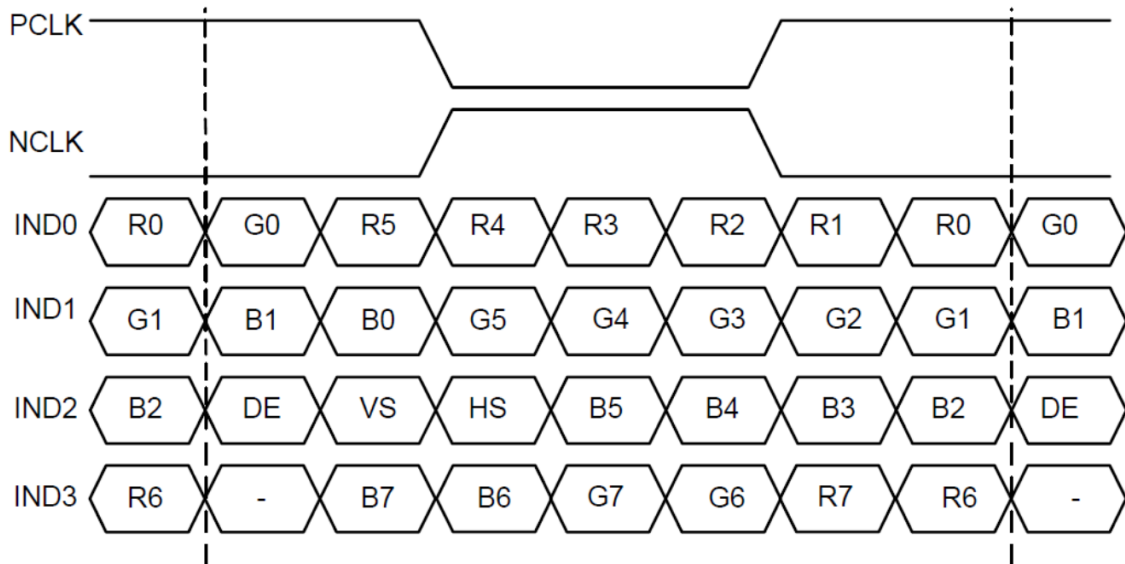 PCLK
NCLK
IND0 R0 G0 R5 R4 R3 R2 R1 R0 G0
IND1 G1 B1 B0 G5 G4 G3 G2 G1 B1
IND2 B2 DE VS HS B5 B4 B3 B2 DE
IND3 R6 - B7 B6 G7 G6 R7 R6 -